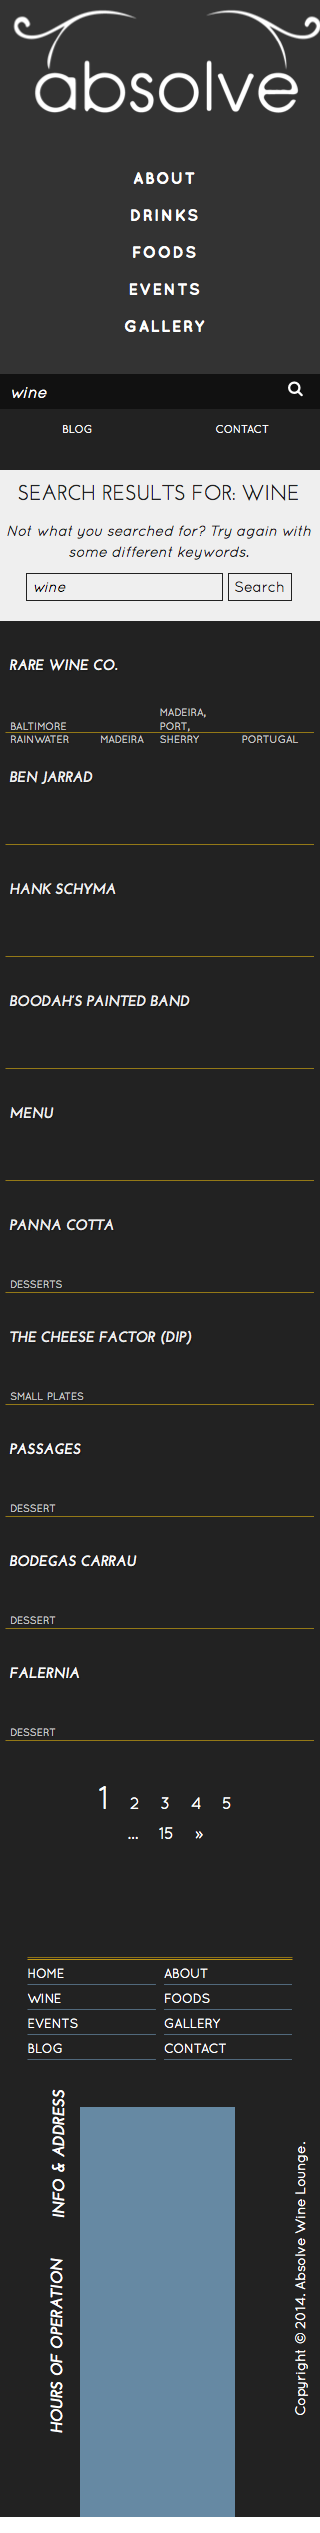 absolve
ABOUT
DRINKS
FOODS
EVENTS
GALLERY
wine
BLOG CONTACT
SEARCH RESULTS FOR: WINE
Not what you searched for? Try again with
some different keywords.
wine Search
RARE WINE CO.
BALTIMORE
RAINWATER
MADEIRA
MADEIRA,
PORT,
SHERRY
PORTUGAL
BEN JARRAD
HANK SCHYMA
BOODAH'S PAINTED BAND
MENU
PANNA COTTA
DESSERTS
THE CHEESE FACTOR (DIP)
SMALL PLATES
PASSAGES
DESSERT
BODEGAS CARRAU
DESSERT
FALERNIA
DESSERT
1 2 3 4 5
... 15 »
HOME ABOUT
WINE FOODS
EVENTS GALLERY
BLOG CONTACT
INFO & ADDRESS
HOURS OF OPERATION
Copyright © 2014. Absolve Wine Lounge.